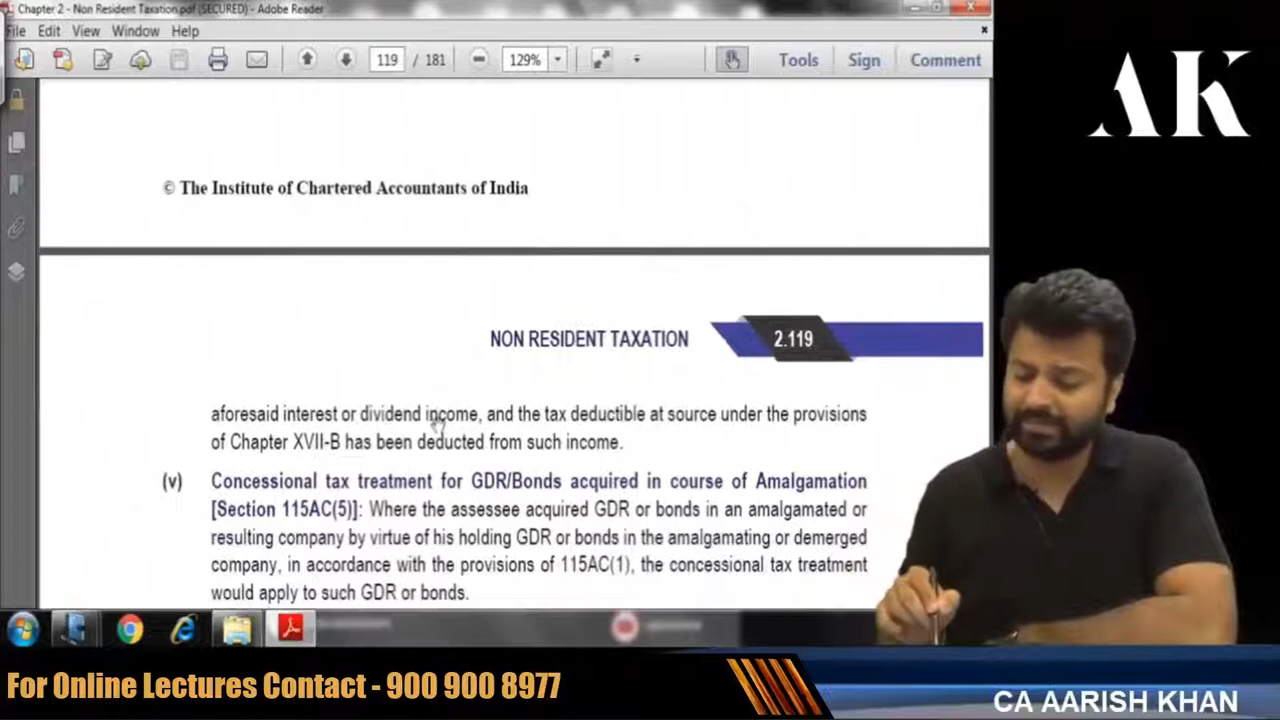 Chapter 2 - Non Resident Taxation.pdf (SECURED) - Adobe Reader
File Edit View Window Help
119 / 181 129% Tools Sign Comment
AK
© The Institute of Chartered Accountants of India
NON RESIDENT TAXATION 2.119
aforesaid interest or dividend income, and the tax deductible at source under the provisions
of Chapter XVII-B has been deducted from such income.
(v) Concessional tax treatment for GDR/Bonds acquired in course of Amalgamation
[Section 115AC(5)]: Where the assessee acquired GDR or bonds in an amalgamated or
resulting company by virtue of his holding GDR or bonds in the amalgamating or demerged
company, in accordance with the provisions of 115AC(1), the concessional tax treatment
would apply to such GDR or bonds.
For Online Lectures Contact - 900 900 8977
CA AARISH KHAN